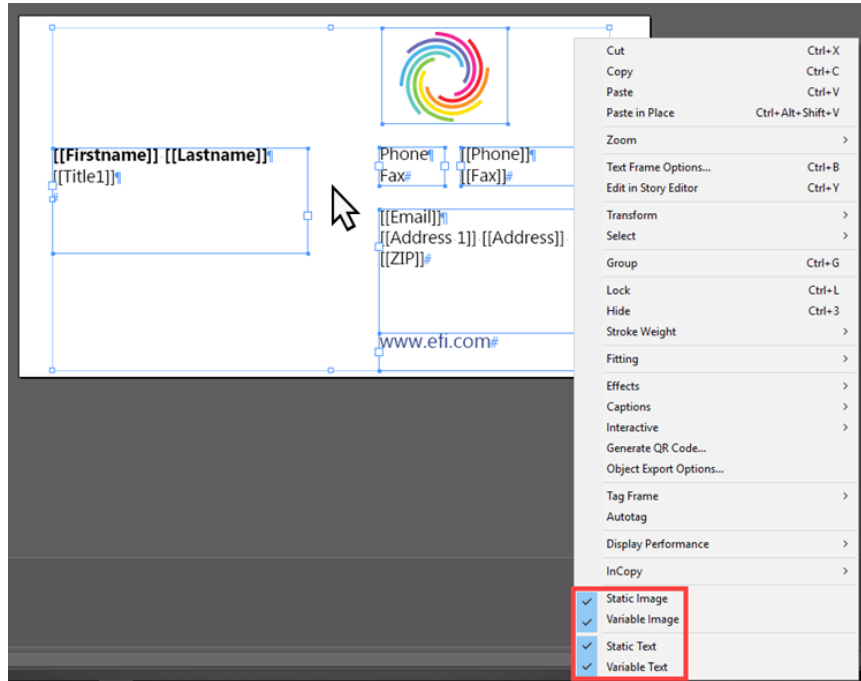 [[Firstname]] [[Lastname]]¶
[[Title1]]¶
#
Phone¶
Fax#
[[Phone]]¶
[[Fax]]#
[[Email]]¶
[[Address 1]] [[Address]]
[[ZIP]]#
www.efi.com#
Cut Ctrl+X
Copy Ctrl+C
Paste Ctrl+V
Paste in Place Ctrl+Alt+Shift+V
Zoom
Text Frame Options... Ctrl+B
Edit in Story Editor Ctrl+Y
Transform
Select
Group Ctrl+G
Lock Ctrl+L
Hide Ctrl+3
Stroke Weight
Fitting
Effects
Captions
Interactive
Generate QR Code...
Object Export Options...
Tag Frame
Autotag
Display Performance
InCopy
Static Image
Variable Image
Static Text
Variable Text